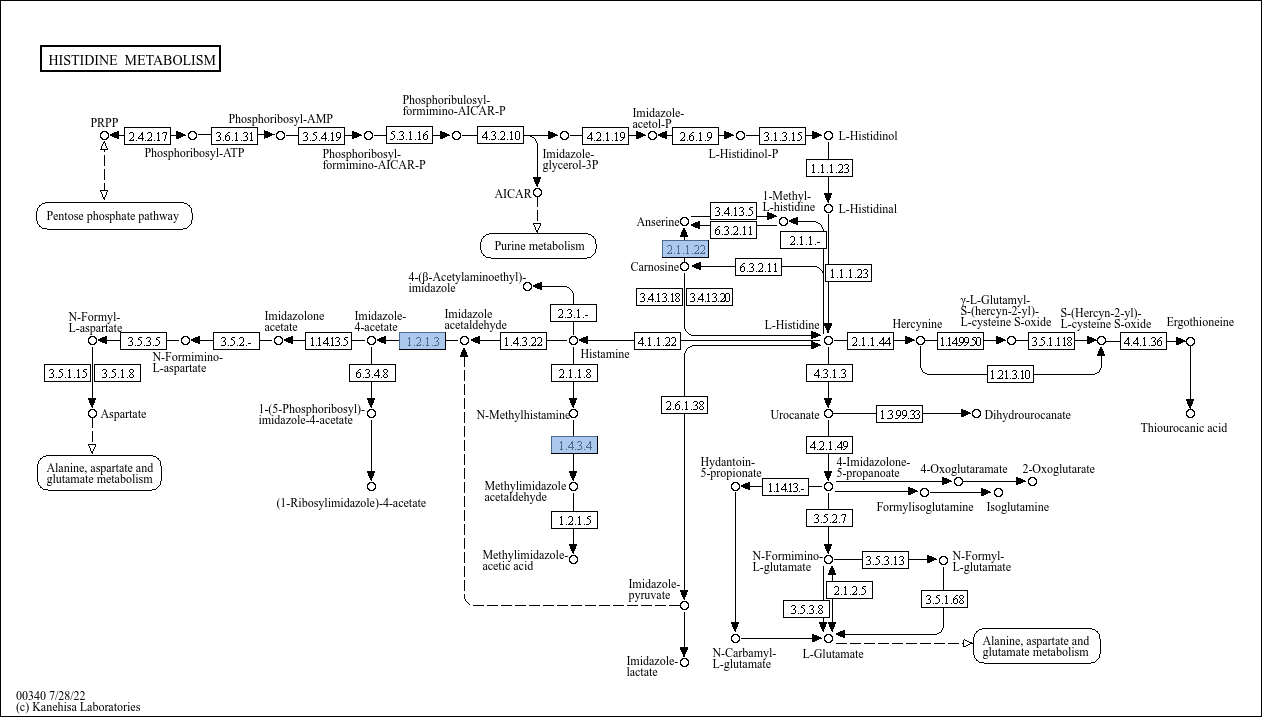 HISTIDINE METABOLISM
Phosphoribulosyl-
formimino-AICAR-P
Phosphoribosyl-AMP
Imidazole-
acetol-P
PRPP
2.4.2.17
3.6.1.31
3.5.4.19
5.3.1.16
4.3.2.10
4.2.1.19
2.6.1.9
3.1.3.15
L-Histidinol
Phosphoribosyl-ATP
Phosphoribosyl-
formimino-AICAR-P
Imidazole-
glycerol-3P
L-Histidinol-P
1.1.1.23
AICAR
Pentose phosphate pathway
Purine metabolism
1-Methyl-
L-histidine
L-Histidinal
Anserine
3.4.13.5
6.3.2.11
2.1.1.-
2.1.1.22
Carnosine
6.3.2.11
1.1.1.23
4-(β-Acetylaminoethyl)-
imidazole
3.4.13.18
3.4.13.20
2.3.1.-
γ-L-Glutamyl-
S-(hercyn-2-yl)-
L-cysteine S-oxide
S-(Hercyn-2-yl)-
L-cysteine S-oxide
N-Formyl-
L-aspartate
Imidazolone
acetate
Imidazole-
4-acetate
Imidazole
acetaldehyde
L-Histidine
Hercynine
Ergothioneine
3.5.3.5
3.5.2.-
1.14.13.5
1.2.1.3
1.4.3.22
4.1.1.22
2.1.1.44
1.14.99.50
3.5.1.118
4.4.1.36
N-Formimino-
L-aspartate
Histamine
3.5.1.15
3.5.1.8
6.3.4.8
2.1.1.8
4.3.1.3
1.21.3.10
2.6.1.38
Aspartate
1-(5-Phosphoribosyl)-
imidazole-4-acetate
N-Methylhistamine
Urocanate
1.3.99.33
Dihydrourocanate
Thiourocanic acid
1.4.3.4
4.2.1.49
Alanine, aspartate and
glutamate metabolism
Hydantoin-
5-propionate
4-Imidazolone-
5-propanoate
4-Oxoglutaramate
2-Oxoglutarate
1.14.13.-
Methylimidazole
acetaldehyde
(1-Ribosylimidazole)-4-acetate
Formylisoglutamine
Isoglutamine
1.2.1.5
3.5.2.7
Methylimidazole-
acetic acid
N-Formimino-
L-glutamate
3.5.3.13
N-Formyl-
L-glutamate
Imidazole-
pyruvate
2.1.2.5
3.5.3.8
3.5.1.68
Imidazole-
lactate
N-Carbamyl-
L-glutamate
L-Glutamate
Alanine, aspartate and
glutamate metabolism
00340 7/28/22
(c) Kanehisa Laboratories